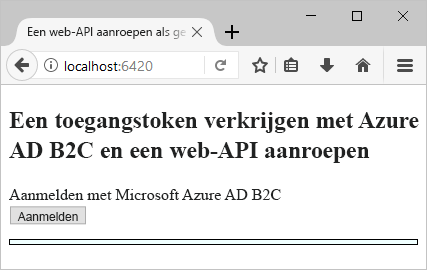 Een web-API aanroepen als ge
localhost:6420
Een toegangstoken verkrijgen met Azure
AD B2C en een web-API aanroepen
Aanmelden met Microsoft Azure AD B2C
Aanmelden